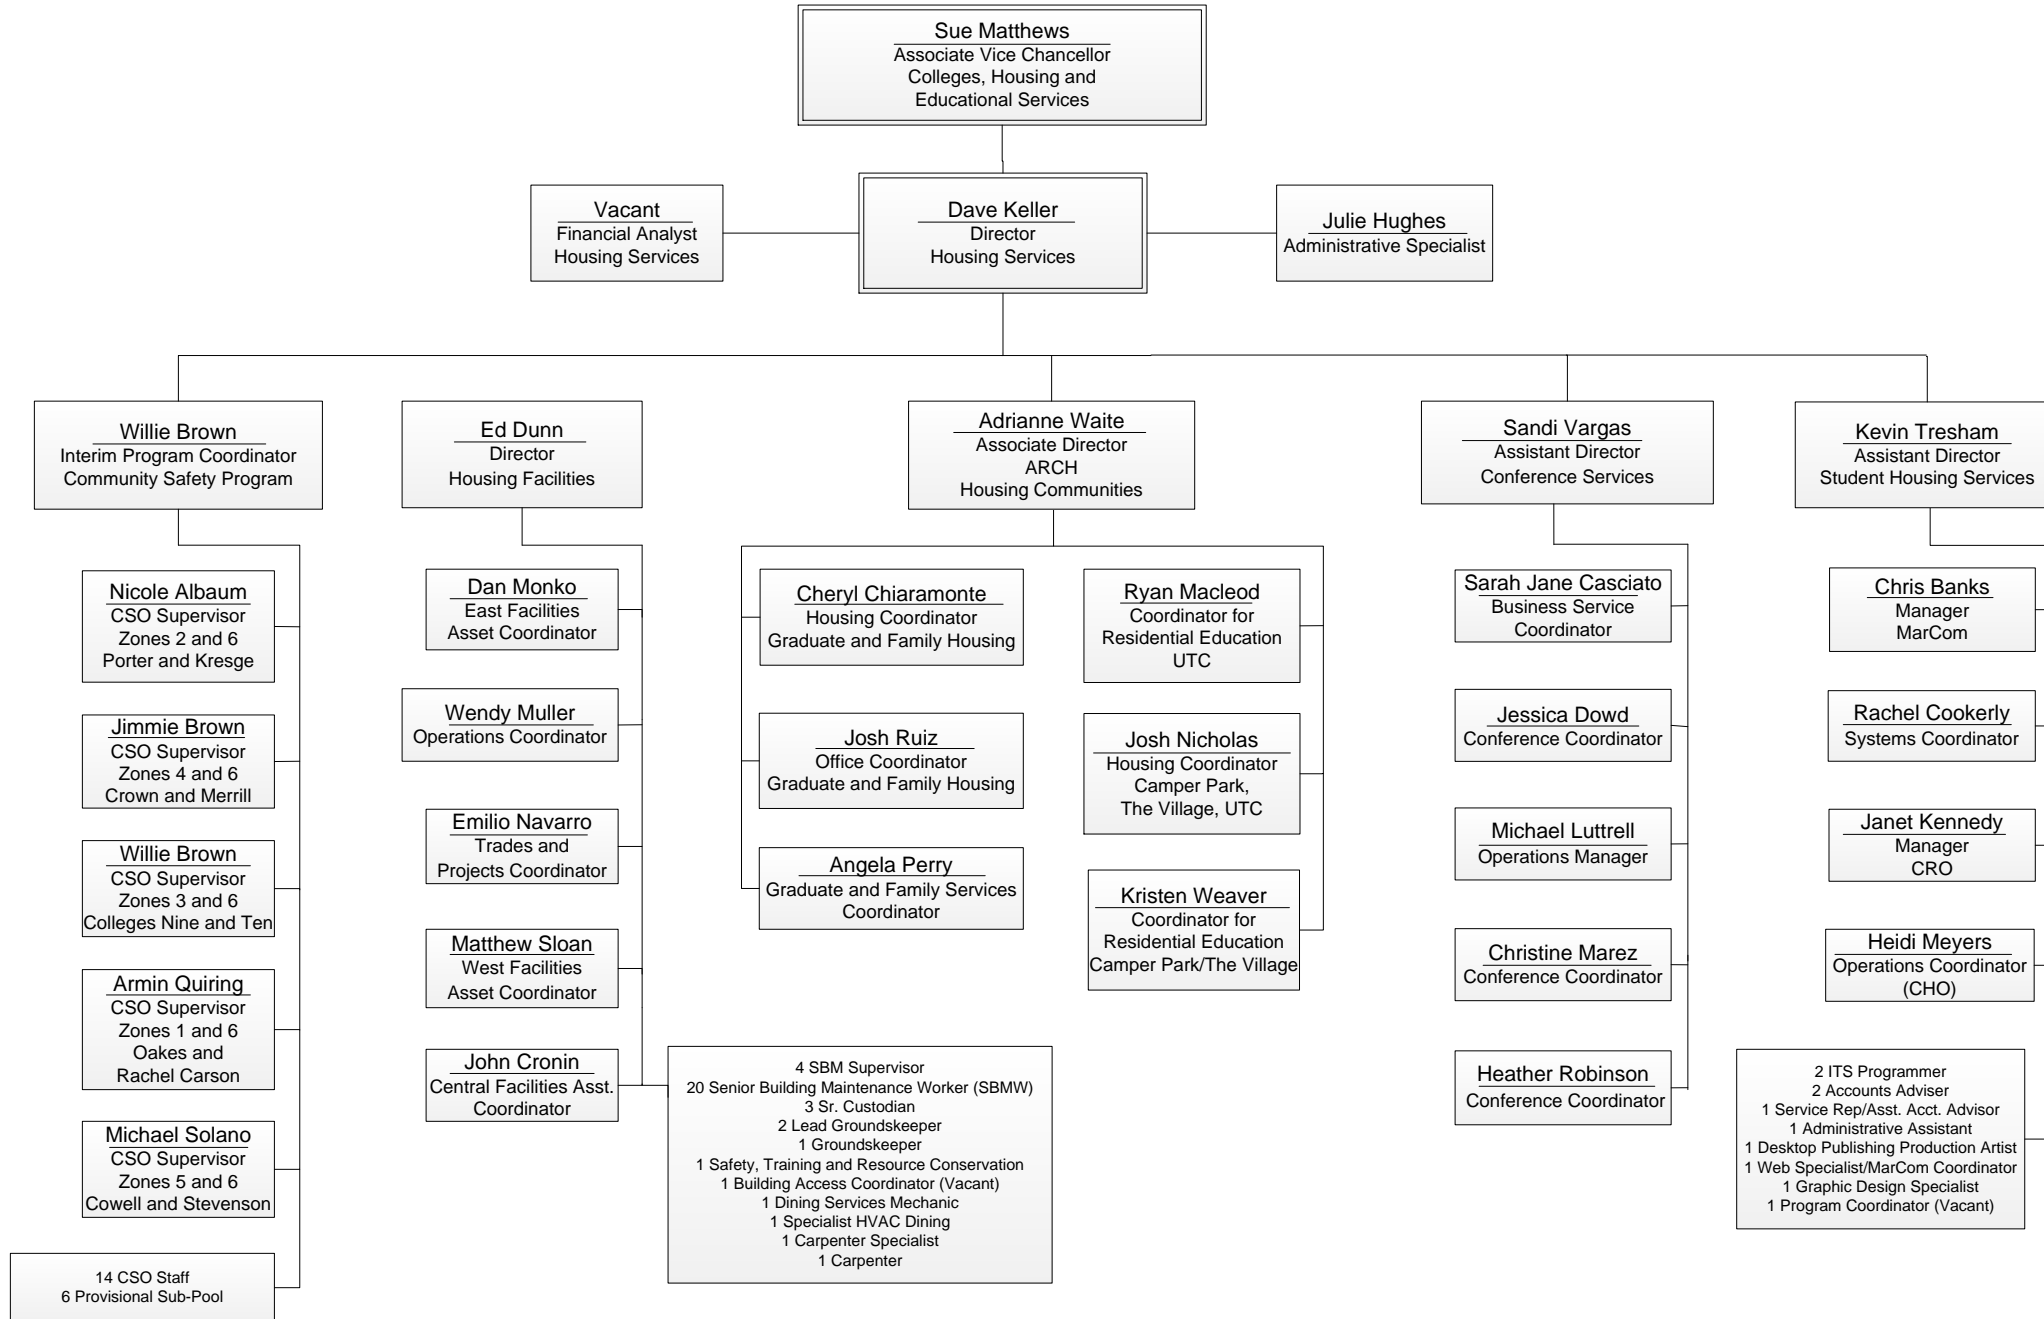 Sue Matthews
Associate Vice Chancellor
Colleges, Housing and
Educational Services
Vacant
Financial Analyst
Housing Services
Dave Keller
Director
Housing Services
Julie Hughes
Administrative Specialist
Willie Brown
Interim Program Coordinator
Community Safety Program
Ed Dunn
Director
Housing Facilities
Adrianne Waite
Associate Director
ARCH
Housing Communities
Sandi Vargas
Assistant Director
Conference Services
Kevin Tresham
Assistant Director
Student Housing Services
Nicole Albaum
CSO Supervisor
Zones 2 and 6
Porter and Kresge
Jimmie Brown
CSO Supervisor
Zones 4 and 6
Crown and Merrill
Willie Brown
CSO Supervisor
Zones 3 and 6
Colleges Nine and Ten
Armin Quiring
CSO Supervisor
Zones 1 and 6
Oakes and
Rachel Carson
Michael Solano
CSO Supervisor
Zones 5 and 6
Cowell and Stevenson
14 CSO Staff
6 Provisional Sub-Pool
Dan Monko
East Facilities
Asset Coordinator
Wendy Muller
Operations Coordinator
Emilio Navarro
Trades and
Projects Coordinator
Matthew Sloan
West Facilities
Asset Coordinator
John Cronin
Central Facilities Asst.
Coordinator
4 SBM Supervisor
20 Senior Building Maintenance Worker (SBMW)
3 Sr. Custodian
2 Lead Groundskeeper
1 Groundskeeper
1 Safety, Training and Resource Conservation
1 Building Access Coordinator (Vacant)
1 Dining Services Mechanic
1 Specialist HVAC Dining
1 Carpenter Specialist
1 Carpenter
Cheryl Chiaramonte
Housing Coordinator
Graduate and Family Housing
Josh Ruiz
Office Coordinator
Graduate and Family Housing
Angela Perry
Graduate and Family Services
Coordinator
Ryan Macleod
Coordinator for
Residential Education
UTC
Josh Nicholas
Housing Coordinator
Camper Park,
The Village, UTC
Kristen Weaver
Coordinator for
Residential Education
Camper Park/The Village
Sarah Jane Casciato
Business Service
Coordinator
Jessica Dowd
Conference Coordinator
Michael Luttrell
Operations Manager
Christine Marez
Conference Coordinator
Heather Robinson
Conference Coordinator
Chris Banks
Manager
MarCom
Rachel Cookerly
Systems Coordinator
Janet Kennedy
Manager
CRO
Heidi Meyers
Operations Coordinator
(CHO)
2 ITS Programmer
2 Accounts Adviser
1 Service Rep/Asst. Acct. Advisor
1 Administrative Assistant
1 Desktop Publishing Production Artist
1 Web Specialist/MarCom Coordinator
1 Graphic Design Specialist
1 Program Coordinator (Vacant)